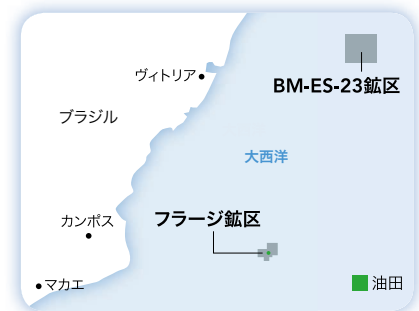 ヴィトリア
BM-ES-23鉱区
ブラジル
大西洋
カンポス
フラージ鉱区
マカエ
油田